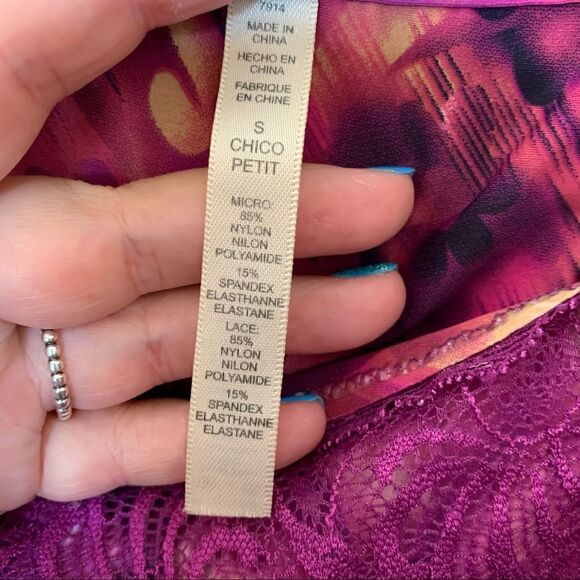 7914
MADE IN
CHINA
HECHO EN
CHINA
FABRIQUE
EN CHINE
S
CHICO
PETIT
MICRO:
85%
NYLON
NILON
POLYAMIDE
15%
SPANDEX
ELASTHANNE
ELASTANE
LACE:
85%
NYLON
NILON
POLYAMIDE
15%
SPANDEX
ELASTHANNE
ELASTANE